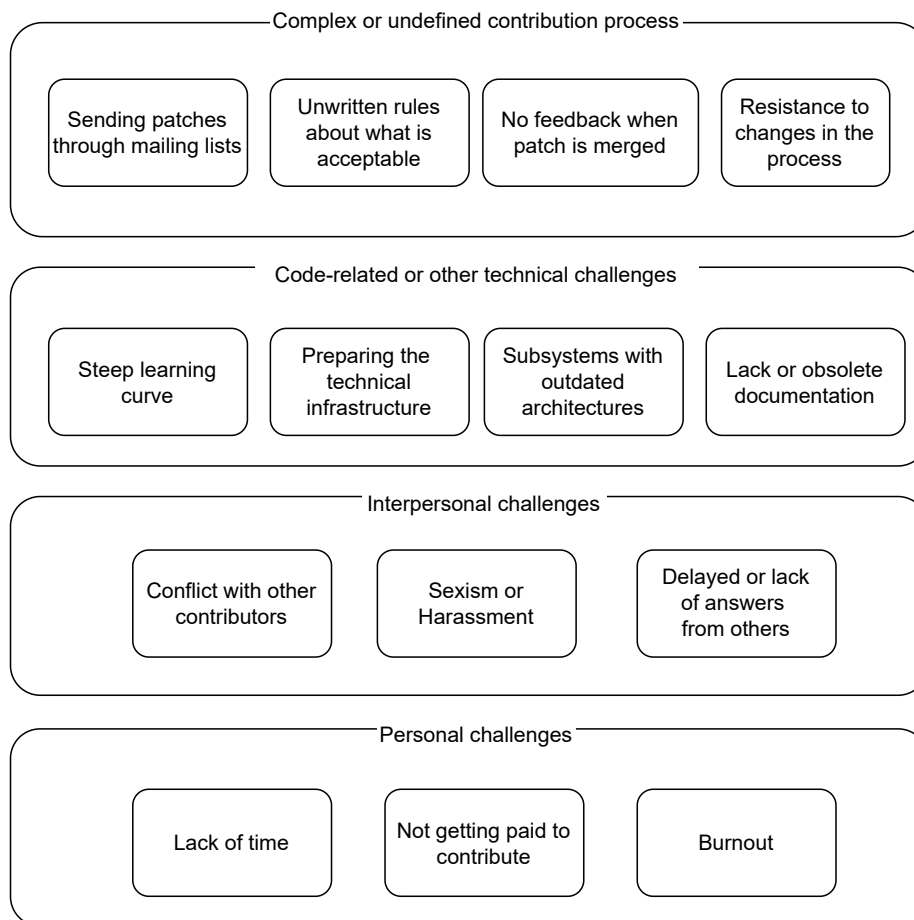 Complex or undefined contribution process
Sending patches
through mailing lists
Unwritten rules
about what is
acceptable
No feedback when
patch is merged
Resistance to
changes in the
process
Code-related or other technical challenges
Steep learning
curve
Preparing the
technical
infrastructure
Subsystems with
outdated
architectures
Lack or obsolete
documentation
Interpersonal challenges
Conflict with other
contributors
Sexism or
Harassment
Delayed or lack
of answers
from others
Personal challenges
Lack of time
Not getting paid to
contribute
Burnout